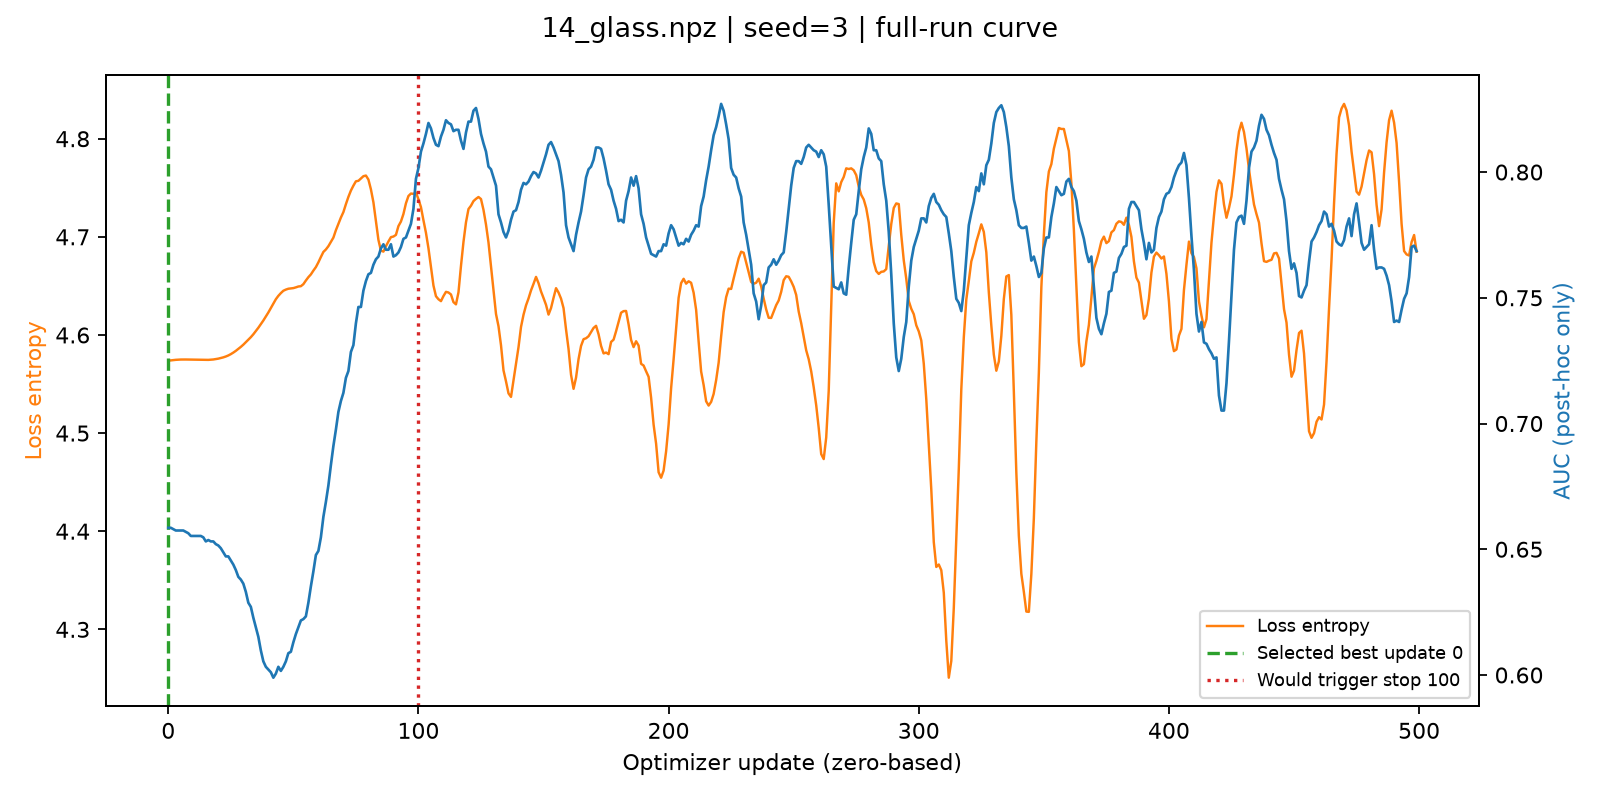 14_glass.npz | seed=3 | full-run curve
4.8
4.7
4.6
4.5
4.4
4.3
Loss entropy
0.80
0.75
0.70
0.65
0.60
AUC (post-hoc only)
Loss entropy
Selected best update 0
Would trigger stop 100
0 100 200 300 400 500
Optimizer update (zero-based)